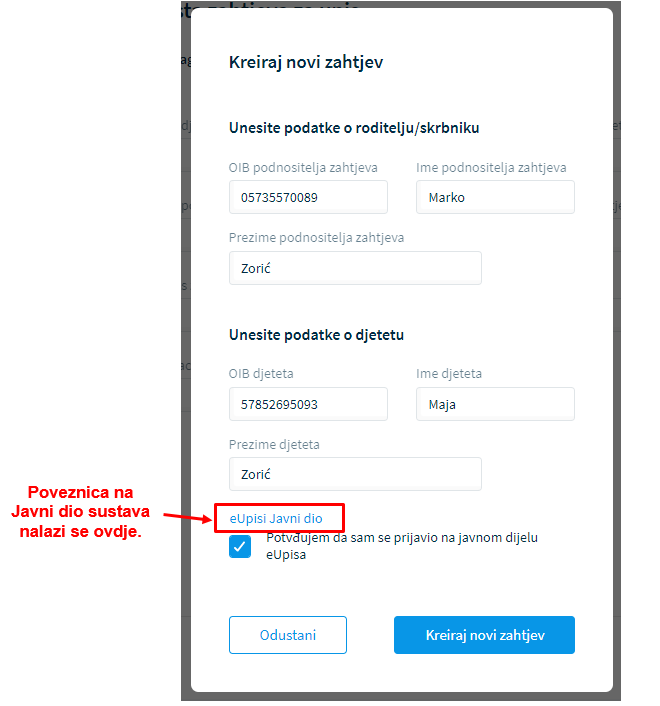 Kreiraj novi zahtjev
Unesite podatke o roditelju/skrbniku
OIB podnositelja zahtjeva
Ime podnositelja zahtjeva
05735570089
Marko
Prezime podnositelja zahtjeva
Zorić
Unesite podatke o djetetu
OIB djeteta
Ime djeteta
57852695093
Maja
Prezime djeteta
Zorić
Poveznica na
Javni dio sustava
nalazi se ovdje.
eUpisi Javni dio
Potvđujem da sam se prijavio na javnom dijelu
eUpisa
Odustani
Kreiraj novi zahtjev